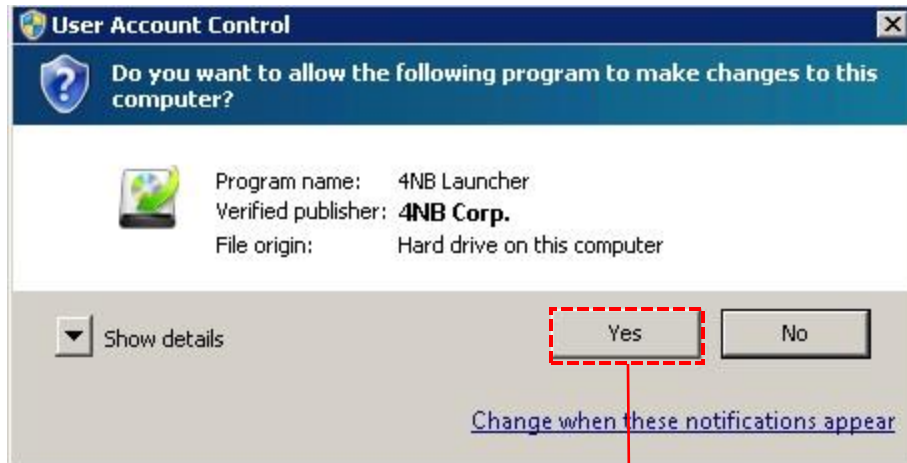 User Account Control
Do you want to allow the following program to make changes to this
computer?
Program name: 4NB Launcher
Verified publisher: 4NB Corp.
File origin: Hard drive on this computer
Show details
Yes
No
Change when these notifications appear